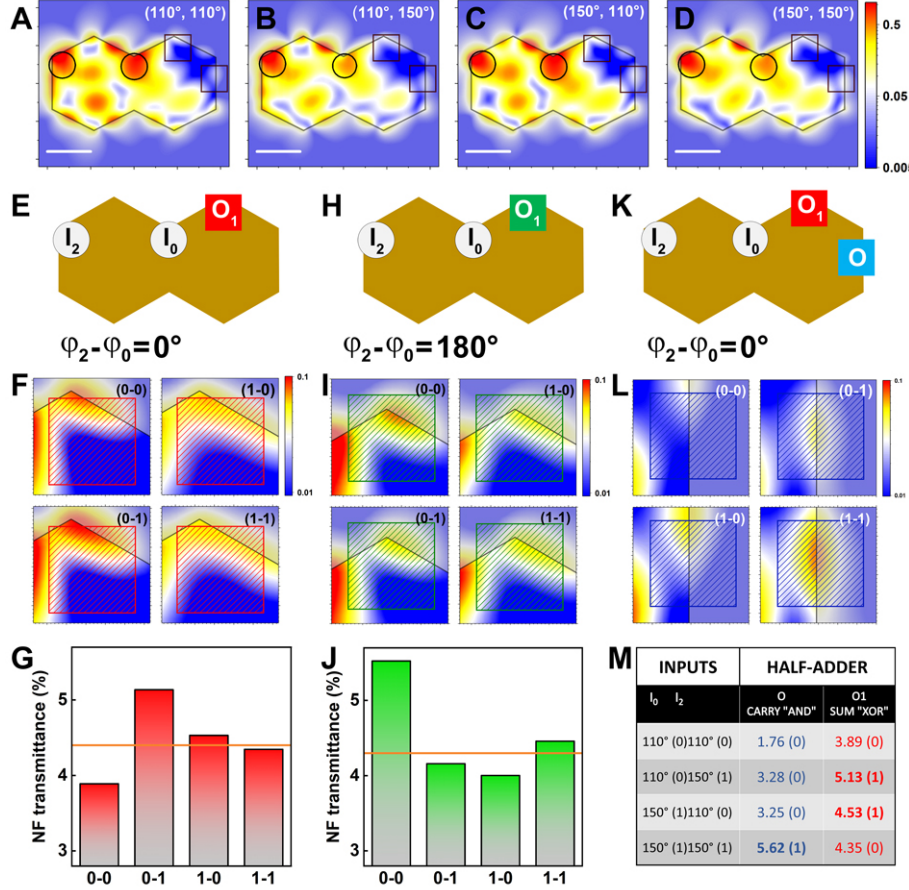 A (110°, 110°) B (110°, 150°) C (150°, 110°) D (150°, 150°)
0.5
0.05
0.005
E I2 I0 O1 H I2 I0 O1 K I2 I0 O1 O
φ2-φ0=0° φ2-φ0=180° φ2-φ0=0°
F (0-0) (1-0) 0.1 I (0-0) (1-0) 0.1 L (0-0) (0-1) 0.1
0.01 0.01 0.01
(0-1) (1-1) (0-1) (1-1) (1-0) (1-1)
G J M
NF transmittance (%)
5
4
3
0-0 0-1 1-0 1-1
NF transmittance (%)
5
4
3
0-0 0-1 1-0 1-1
INPUTS HALF-ADDER
I0 I2 O O1
CARRY "AND" SUM "XOR"
110° (0)110° (0) 1.76 (0) 3.89 (0)
110° (0)150° (1) 3.28 (0) 5.13 (1)
150° (1)110° (0) 3.25 (0) 4.53 (1)
150° (1)150° (1) 5.62 (1) 4.35 (0)